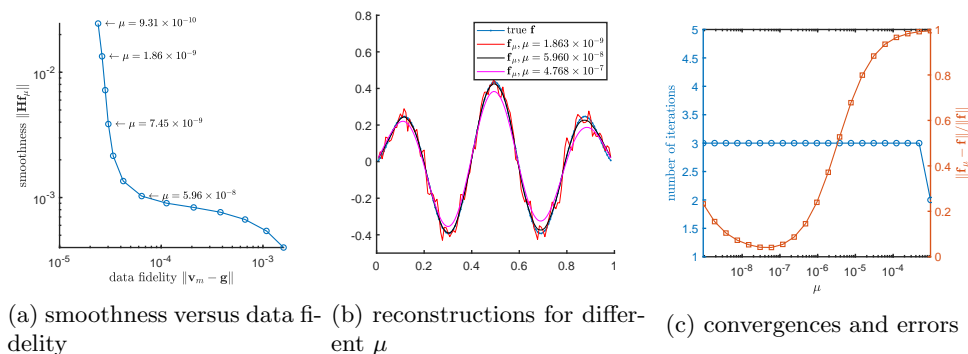 10^-2
10^-3
10^-5
10^-4
10^-3
smoothness ‖Hf_μ‖
data fidelity ‖v_m − g‖
← μ = 9.31 × 10^-10
← μ = 1.86 × 10^-9
← μ = 7.45 × 10^-9
← μ = 5.96 × 10^-8
(a) smoothness versus data fi-
delity
0.8
0.6
0.4
0.2
0
-0.2
-0.4
0
0.2
0.4
0.6
0.8
1
true f
f_μ, μ = 1.863 × 10^-9
f_μ, μ = 5.960 × 10^-8
f_μ, μ = 4.768 × 10^-7
(b) reconstructions for differ-
ent μ
number of iterations
5
4.5
4
3.5
3
2.5
2
1.5
1
10^-8
10^-7
10^-6
10^-5
10^-4
μ
1
0.8
0.6
0.4
0.2
0
‖f_μ − f‖/‖f‖
(c) convergences and errors